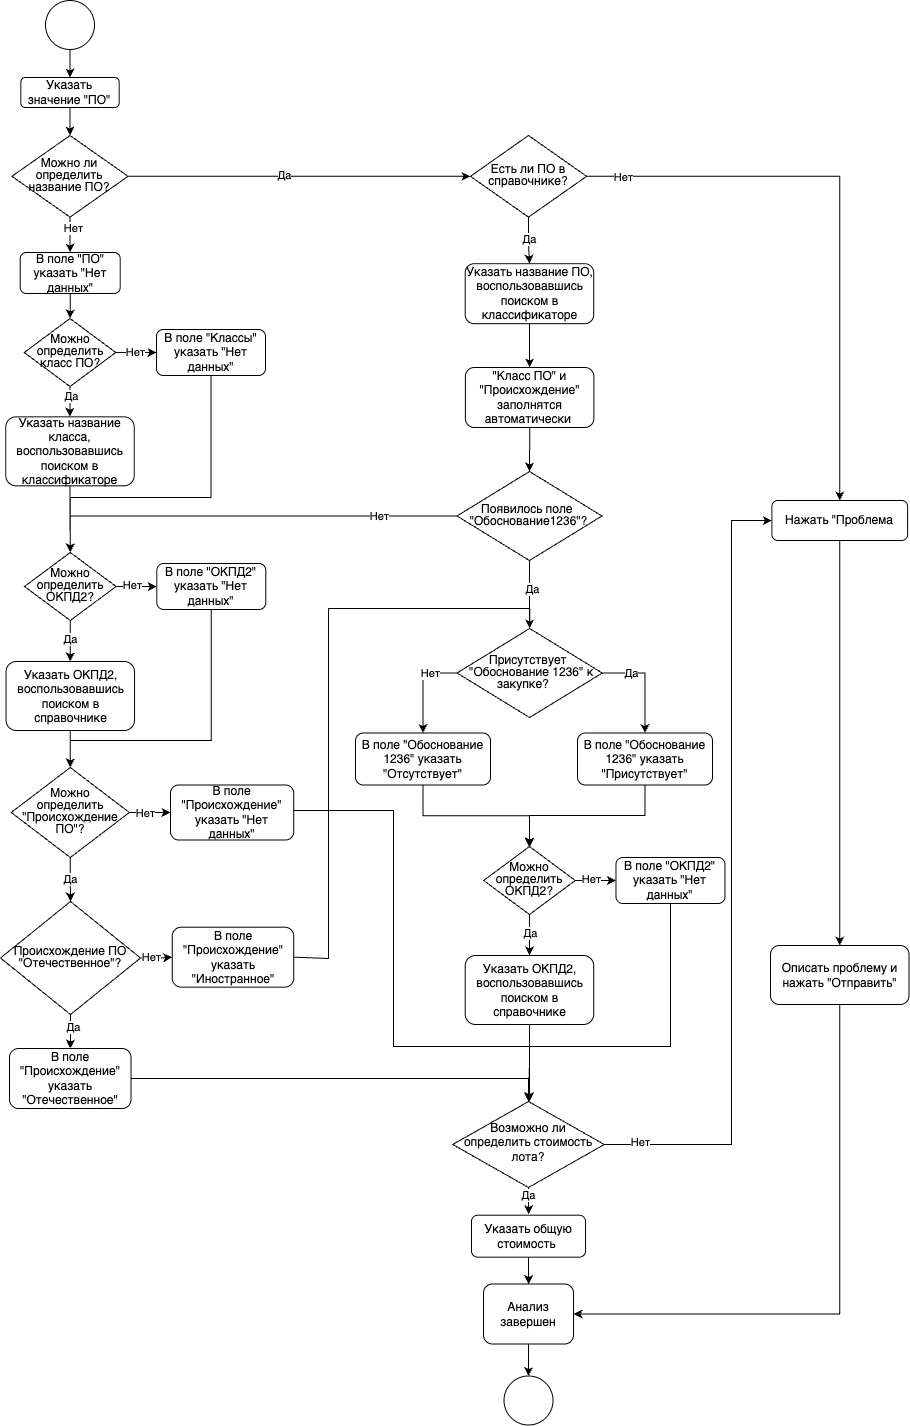 Указать
значение "ПО"
Можно ли
определить
название ПО?
Да
Есть ли ПО в
справочнике?
Нет
Нет
Да
В поле "ПО"
указать "Нет
данных"
Указать название ПО,
воспользовавшись
поиском в
классификаторе
Можно
определить
класс ПО?
Нет
В поле "Классы"
указать "Нет
данных"
Да
"Класс ПО" и
"Происхождение"
заполнятся
автоматически
Указать название
класса,
воспользовавшись
поиском в
классификаторе
Нет
Появилось поле
"Обоснование1236"?
Нажать "Проблема
Можно
определить
ОКПД2?
Нет
В поле "ОКПД2"
указать "Нет
данных"
Да
Да
Указать ОКПД2,
воспользовавшись
поиском в
справочнике
Нет
Присутствует
"Обоснование 1236" к
закупке?
Да
В поле "Обоснование
1236" указать
"Отсутствует"
В поле "Обоснование
1236" указать
"Присутствует"
Можно
определить
"Происхождение
ПО"?
Нет
В поле
"Происхождение"
указать "Нет
данных"
Да
Можно
определить
ОКПД2?
Нет
В поле "ОКПД2"
указать "Нет
данных"
Да
Происхождение ПО
"Отечественное"?
Нет
В поле
"Происхождение"
указать
"Иностранное"
Указать ОКПД2,
воспользовавшись
поиском в
справочнике
Описать проблему и
нажать "Отправить"
Да
В поле
"Происхождение"
указать
"Отечественное"
Возможно ли
определить стоимость
лота?
Нет
Да
Указать общую
стоимость
Анализ
завершен